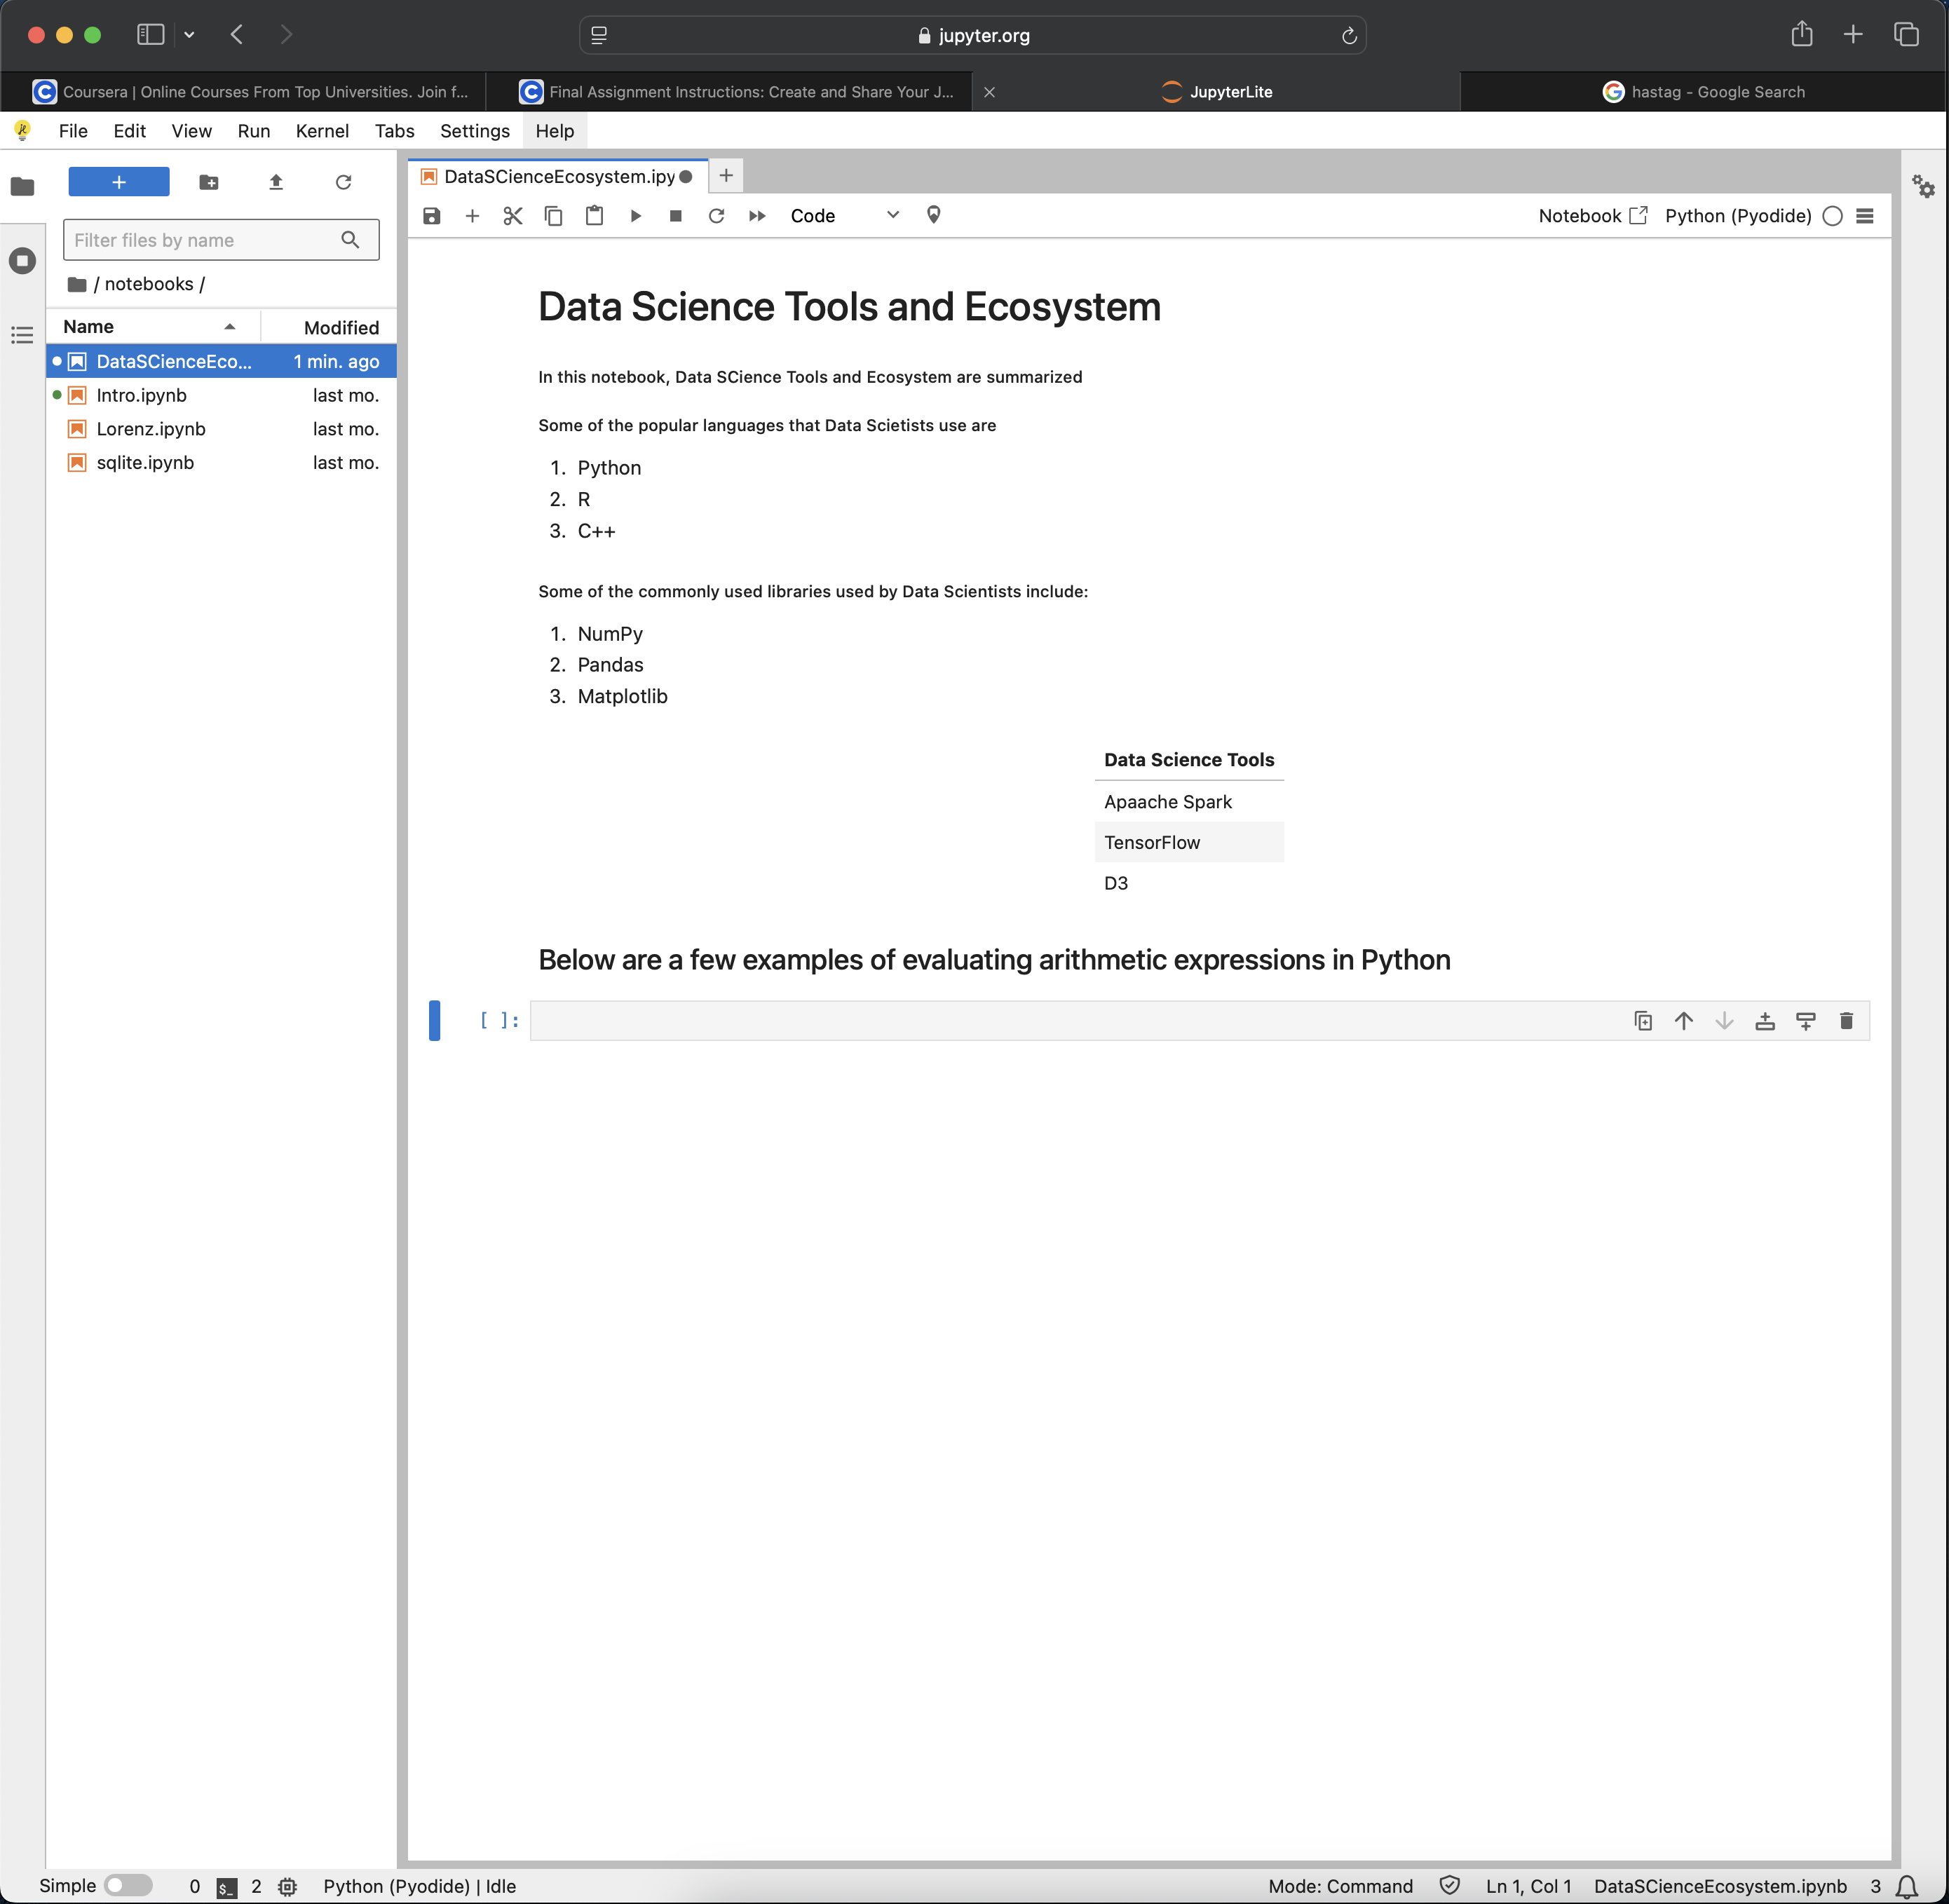 jupyter.org
Coursera | Online Courses From Top Universities. Join f...
Final Assignment Instructions: Create and Share Your J...
JupyterLite
hastag - Google Search
File Edit View Run Kernel Tabs Settings Help
DataSCienceEcosystem.ipy
Code
Notebook
Python (Pyodide)
Filter files by name
/ notebooks /
Name Modified
DataSCienceEco... 1 min. ago
Intro.ipynb last mo.
Lorenz.ipynb last mo.
sqlite.ipynb last mo.
Data Science Tools and Ecosystem
In this notebook, Data SCience Tools and Ecosystem are summarized
Some of the popular languages that Data Scietists use are
1. Python
2. R
3. C++
Some of the commonly used libraries used by Data Scientists include:
1. NumPy
2. Pandas
3. Matplotlib
Data Science Tools
Apaache Spark
TensorFlow
D3
Below are a few examples of evaluating arithmetic expressions in Python
[ ]:
Simple 0 $_ 2 Python (Pyodide) | Idle Mode: Command Ln 1, Col 1 DataSCienceEcosystem.ipynb 3